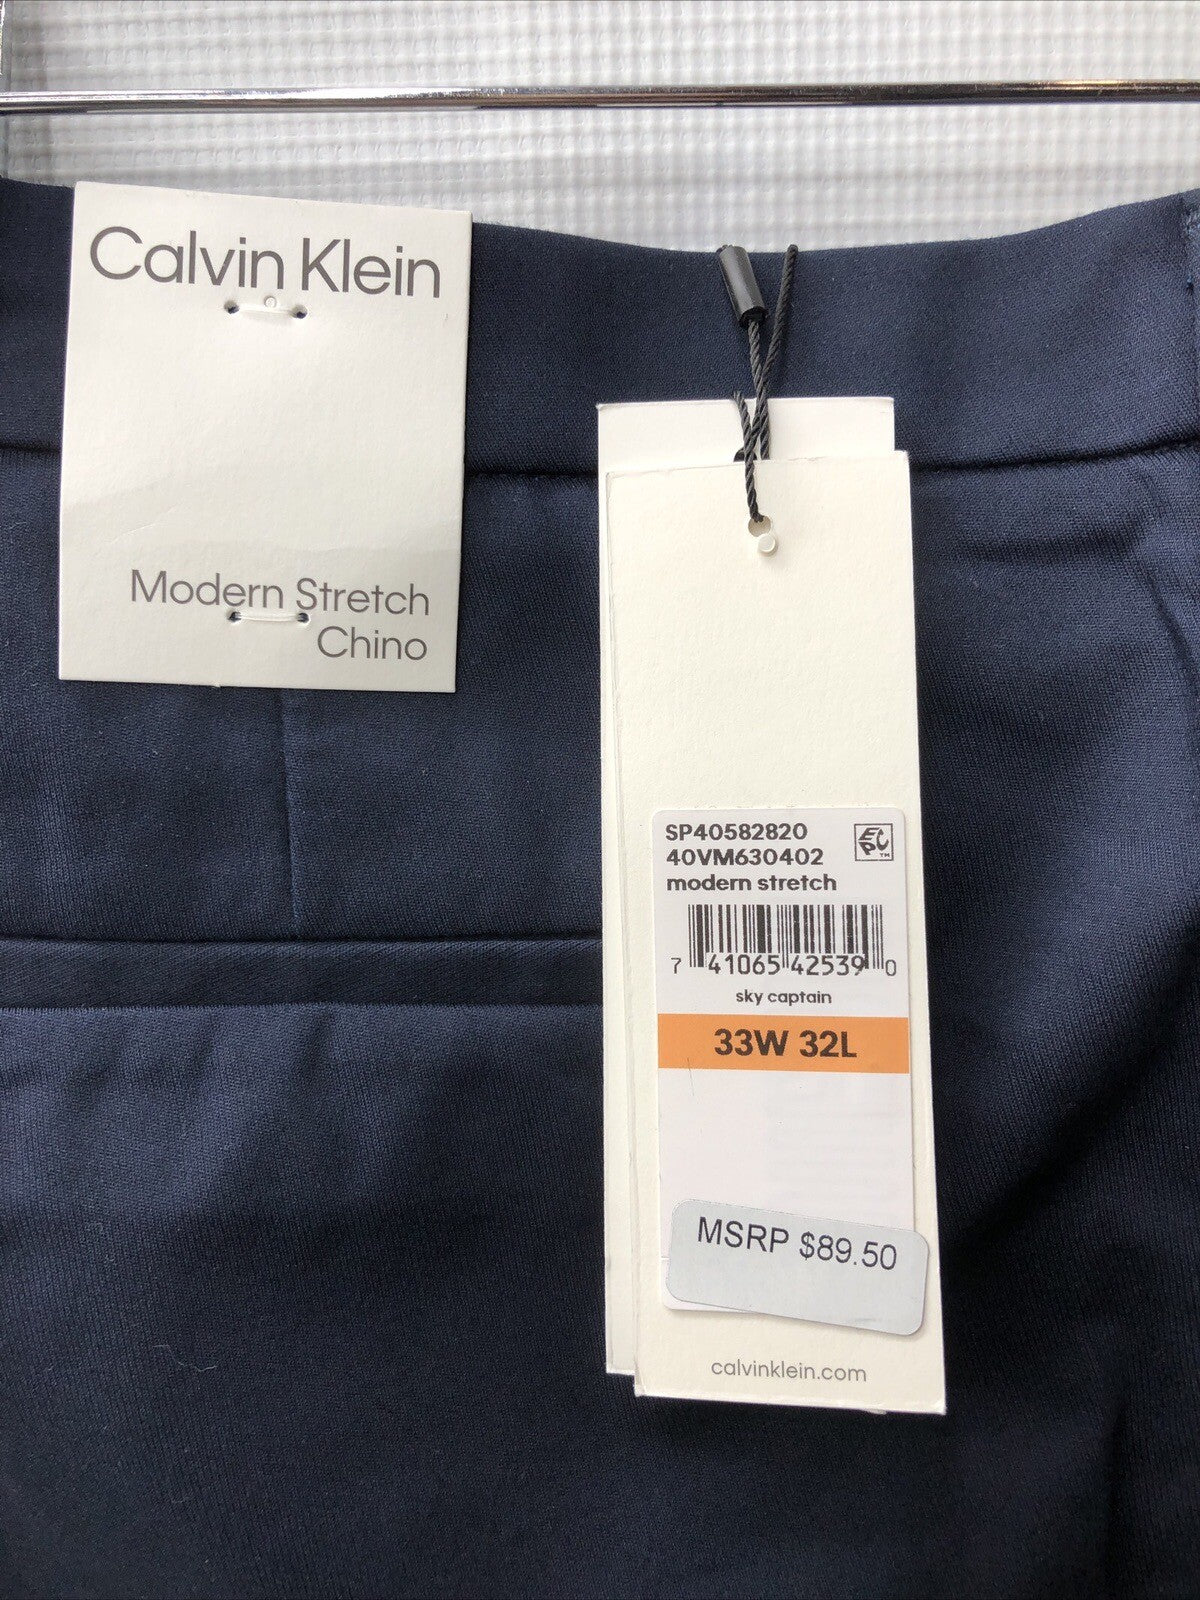 Calvin Klein
Modern Stretch
Chino
SP40582820
40VM630402
EPC™
modern stretch
7 41065 42539 0
sky captain
33W 32L
MSRP $89.50
calvinklein.com